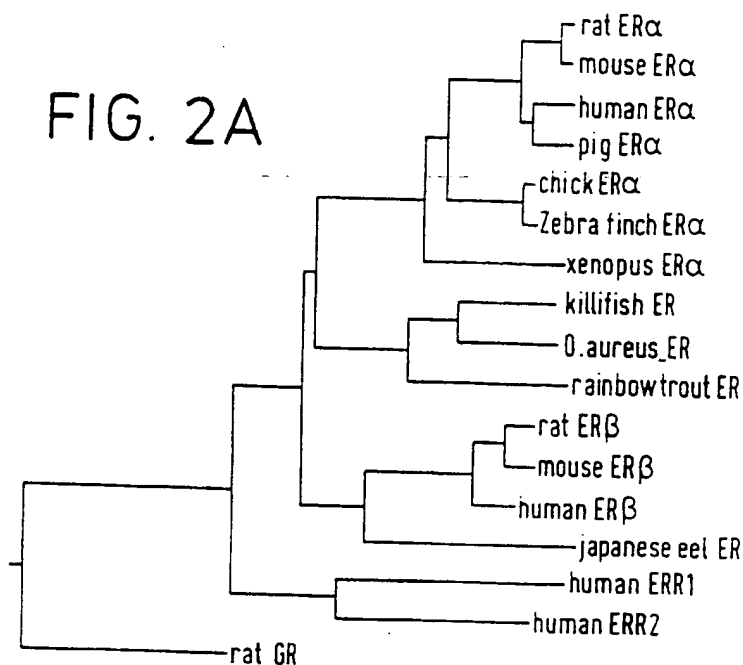 FIG. 2A
rat ERα
mouse ERα
human ERα
pig ERα
chick ERα
Zebra finch ERα
xenopus ERα
killifish ER
O.aureus_ER
rainbowtrout ER
rat ERβ
mouse ERβ
human ERβ
japanese eel ER
human ERR1
human ERR2
rat GR